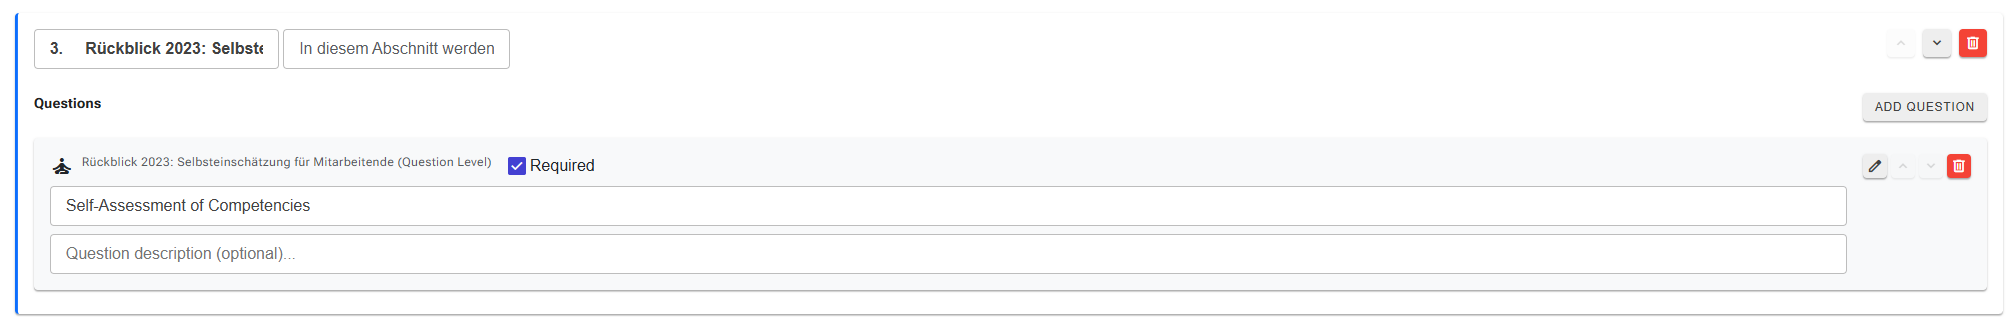 3. Rückblick 2023: Selbste
In diesem Abschnitt werden
Questions
ADD QUESTION
Rückblick 2023: Selbsteinschätzung für Mitarbeitende (Question Level)
Required
Self-Assessment of Competencies
Question description (optional)...